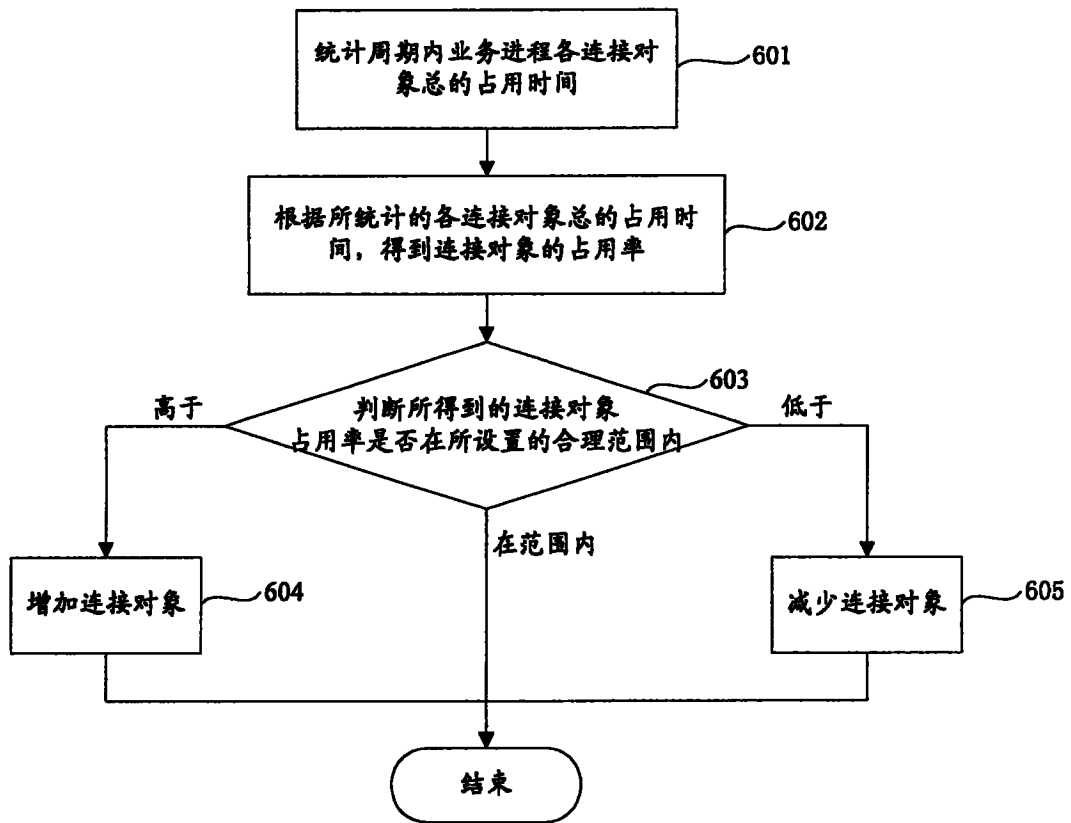 统计周期内业务进程各连接对
象总的占用时间
601
根据所统计的各连接对象总的占用时
间，得到连接对象的占用率
602
603
高于
判断所得到的连接对象
占用率是否在所设置的合理范围内
低于
在范围内
增加连接对象
604
减少连接对象
605
结束